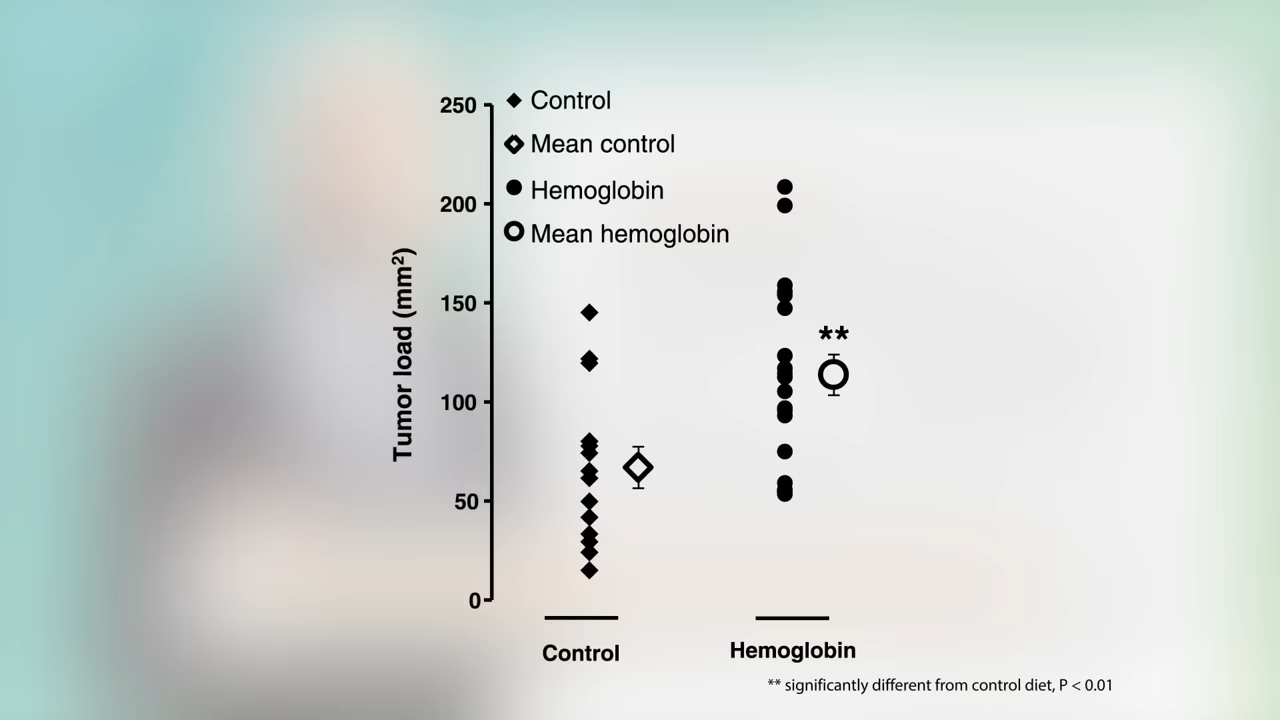 250
200
150
100
50
0
Tumor load (mm²)
Control
Mean control
Hemoglobin
Mean hemoglobin
**
Control
Hemoglobin
** significantly different from control diet, P < 0.01